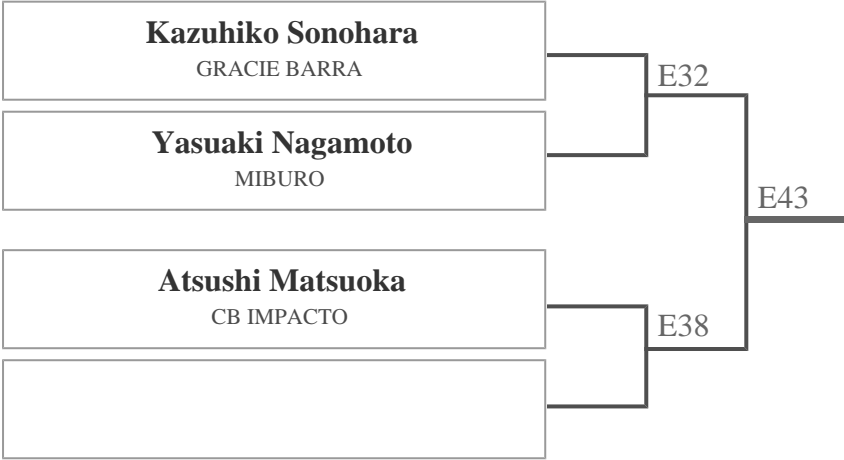 Kazuhiko Sonohara
GRACIE BARRA
E32
Yasuaki Nagamoto
MIBURO
E43
Atsushi Matsuoka
CB IMPACTO
E38